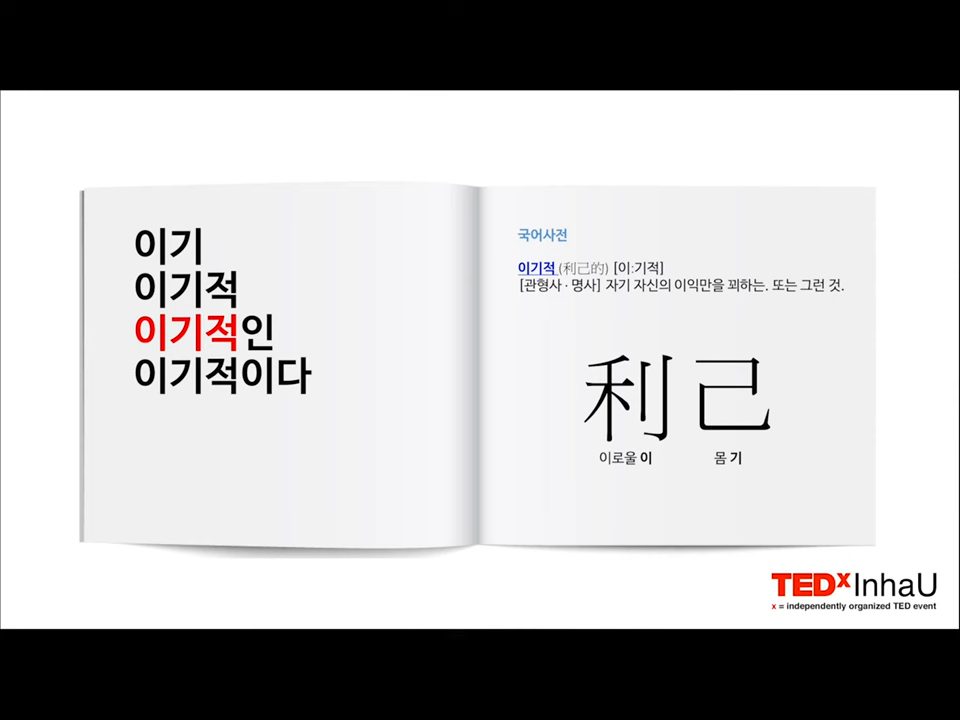 이기
이기적
이기적인
이기적이다
국어사전
이기적 (利己的) [이:기적]
[관형사 · 명사] 자기 자신의 이익만을 꾀하는. 또는 그런 것.
利己
이로울 이 몸 기
TEDxInhaU
x = independently organized TED event